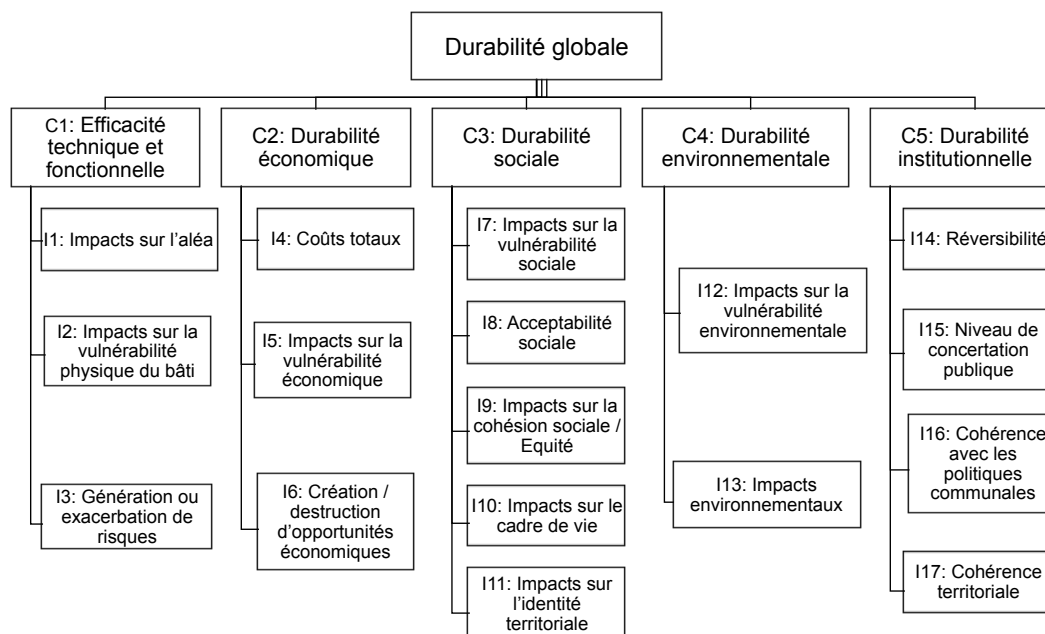 Durabilité globale
C1: Efficacité
technique et
fonctionnelle
I1: Impacts sur l’aléa
I2: Impacts sur la
vulnérabilité
physique du bâti
I3: Génération ou
exacerbation de
risques
C2: Durabilité
économique
I4: Coûts totaux
I5: Impacts sur la
vulnérabilité
économique
I6: Création /
destruction
d’opportunités
économiques
C3: Durabilité
sociale
I7: Impacts sur la
vulnérabilité
sociale
I8: Acceptabilité
sociale
I9: Impacts sur la
cohésion sociale /
Equité
I10: Impacts sur le
cadre de vie
I11: Impacts sur
l’identité
territoriale
C4: Durabilité
environnementale
I12: Impacts sur la
vulnérabilité
environnementale
I13: Impacts
environnementaux
C5: Durabilité
institutionnelle
I14: Réversibilité
I15: Niveau de
concertation
publique
I16: Cohérence
avec les
politiques
communales
I17: Cohérence
territoriale